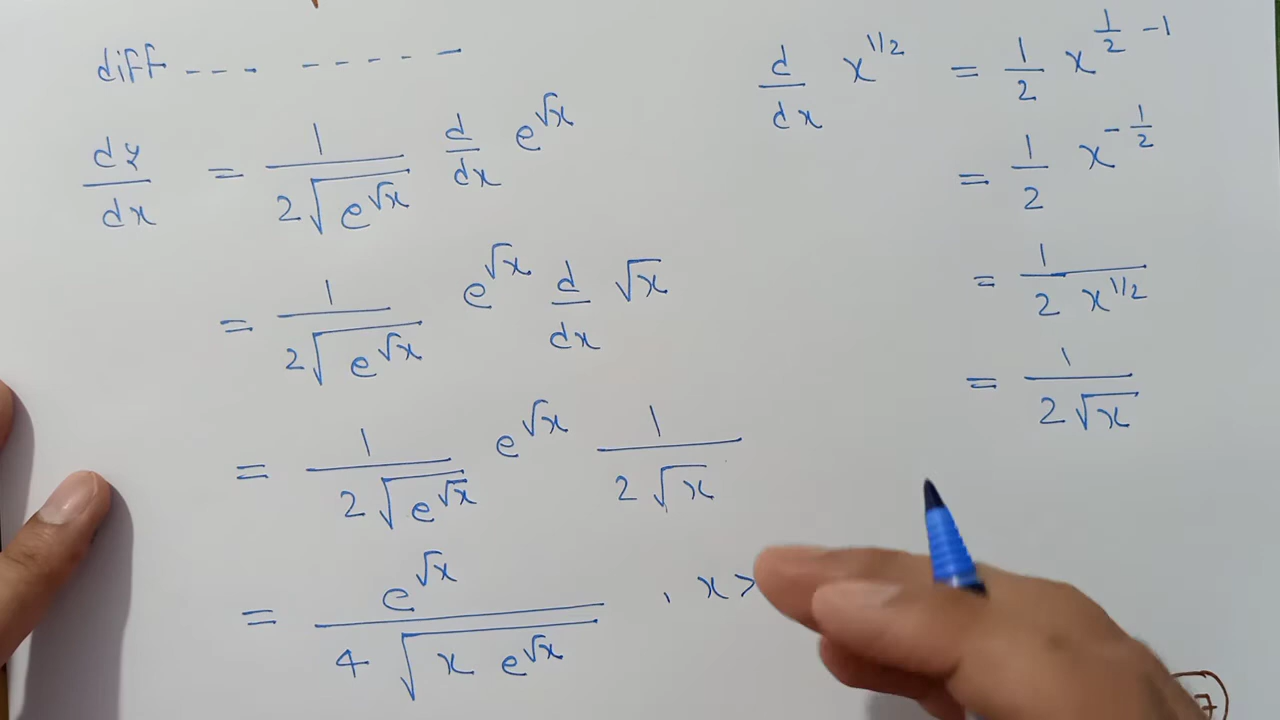 diff --- -----
dy/dx = 1/(2√(e^√x)) d/dx e^√x
= 1/(2√(e^√x)) e^√x d/dx √x
= 1/(2√(e^√x)) e^√x 1/(2√x)
= e^√x/(4√(x e^√x)) , x >
d/dx x^(1/2) = 1/2 x^(1/2 - 1)
= 1/2 x^(-1/2)
= 1/(2 x^(1/2))
= 1/(2√x)
7